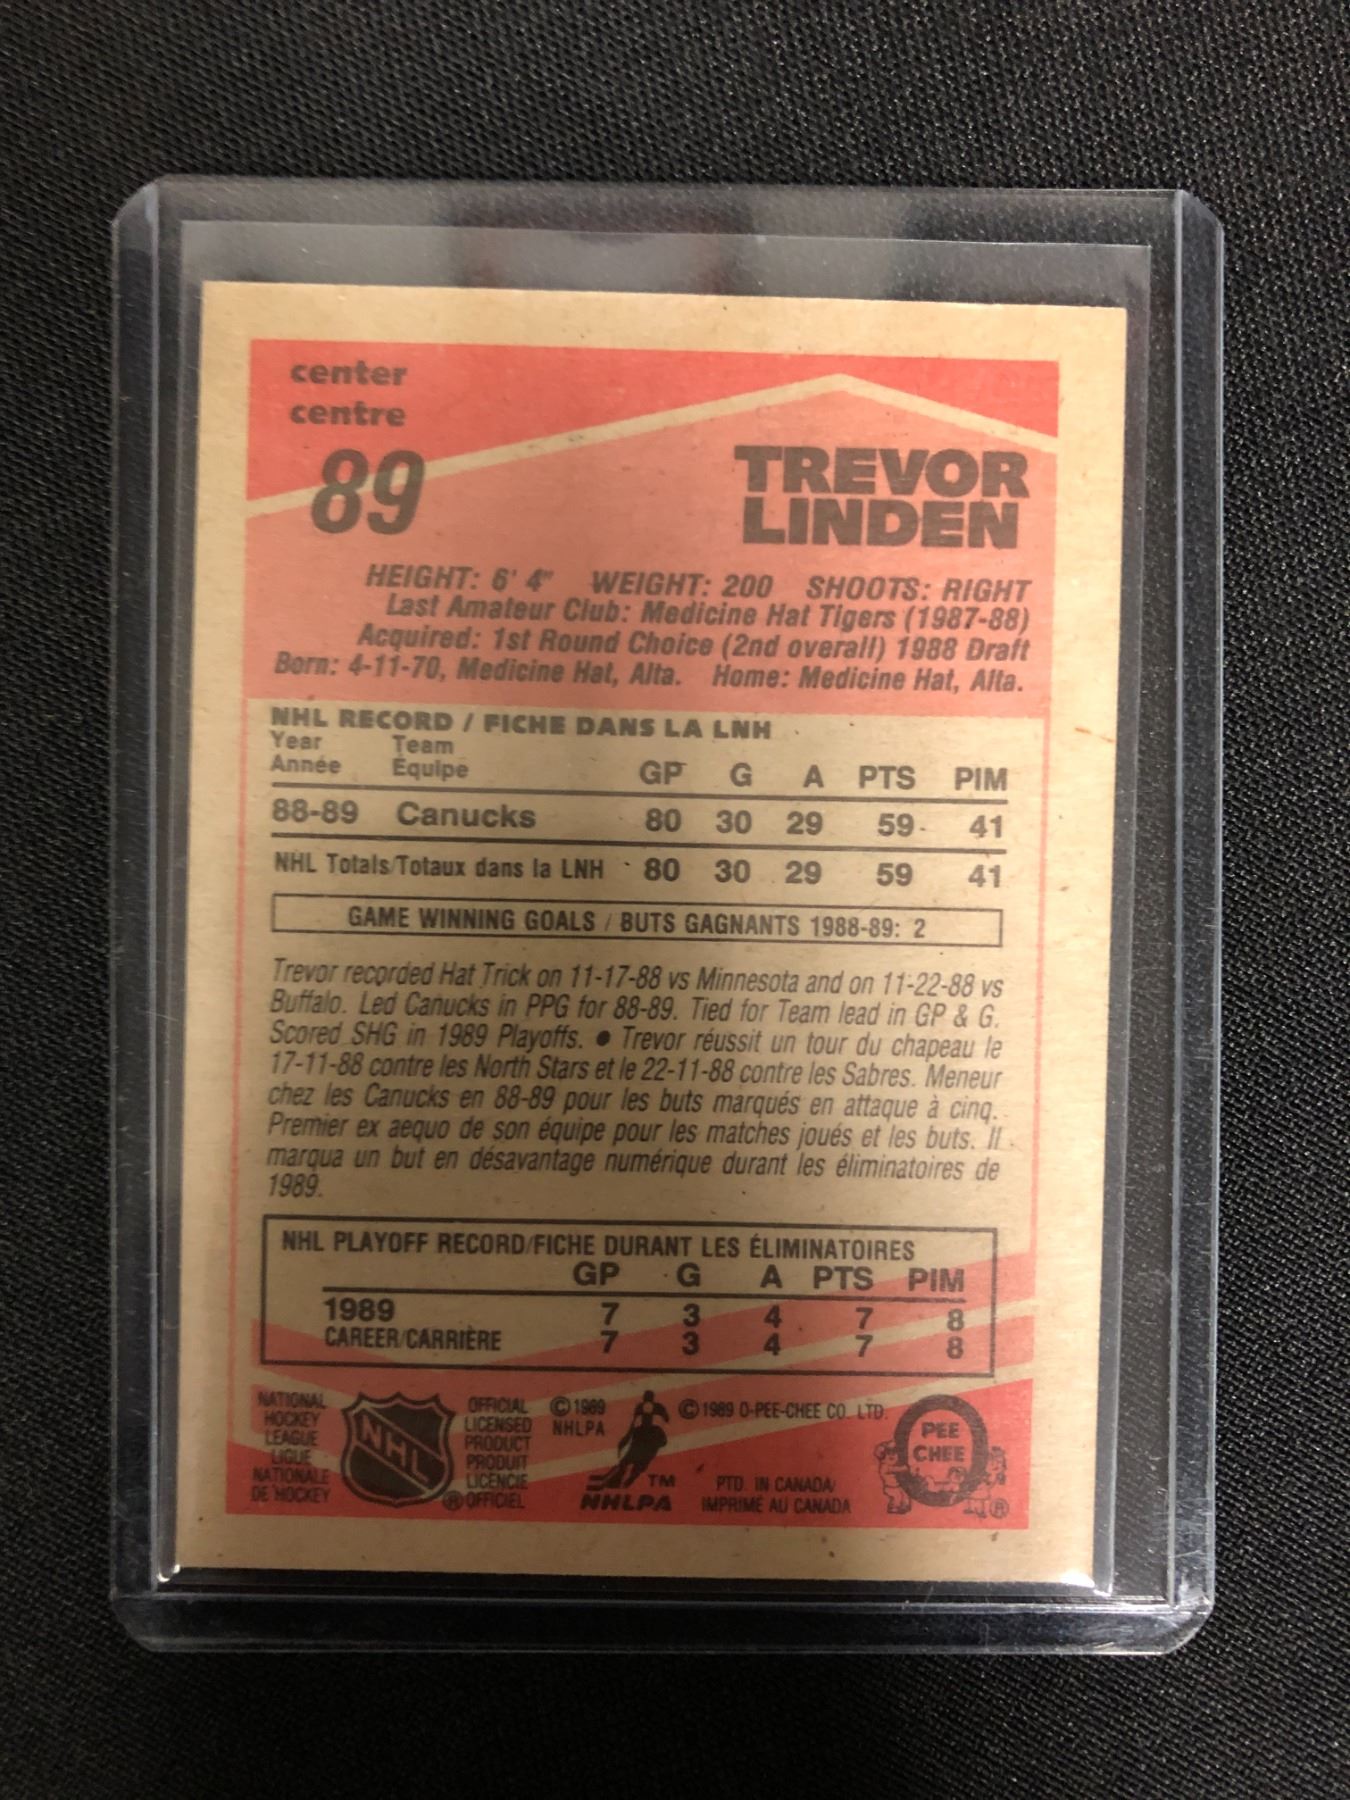 center
centre
89
TREVOR
LINDEN
HEIGHT: 6' 4" WEIGHT: 200 SHOOTS: RIGHT
Last Amateur Club: Medicine Hat Tigers (1987-88)
Acquired: 1st Round Choice (2nd overall) 1988 Draft
Born: 4-11-70, Medicine Hat, Alta. Home: Medicine Hat, Alta.
NHL RECORD / FICHE DANS LA LNH
Year Team
Année Équipe GP G A PTS PIM
88-89 Canucks 80 30 29 59 41
NHL Totals/Totaux dans la LNH 80 30 29 59 41
GAME WINNING GOALS / BUTS GAGNANTS 1988-89: 2
Trevor recorded Hat Trick on 11-17-88 vs Minnesota and on 11-22-88 vs
Buffalo. Led Canucks in PPG for 88-89. Tied for Team lead in GP & G.
Scored SHG in 1989 Playoffs. ● Trevor réussit un tour du chapeau le
17-11-88 contre les North Stars et le 22-11-88 contre les Sabres. Meneur
chez les Canucks en 88-89 pour les buts marqués en attaque à cinq.
Premier ex aequo de son équipe pour les matches joués et les buts. Il
marqua un but en désavantage numérique durant les éliminatoires de
1989.
NHL PLAYOFF RECORD/FICHE DURANT LES ÉLIMINATOIRES
GP G A PTS PIM
1989 7 3 4 7 8
CAREER/CARRIÈRE 7 3 4 7 8
NATIONAL
HOCKEY
LEAGUE
LIGUE
NATIONALE
DE HOCKEY
NHL
®
OFFICIAL
LICENSED
PRODUCT
PRODUIT
LICENCIE
OFFICIEL
© 1989
NHLPA
TM
NHLPA
© 1989 O-PEE-CHEE CO. LTD.
PTD. IN CANADA/
IMPRIMÉ AU CANADA
PEE
CHEE
®